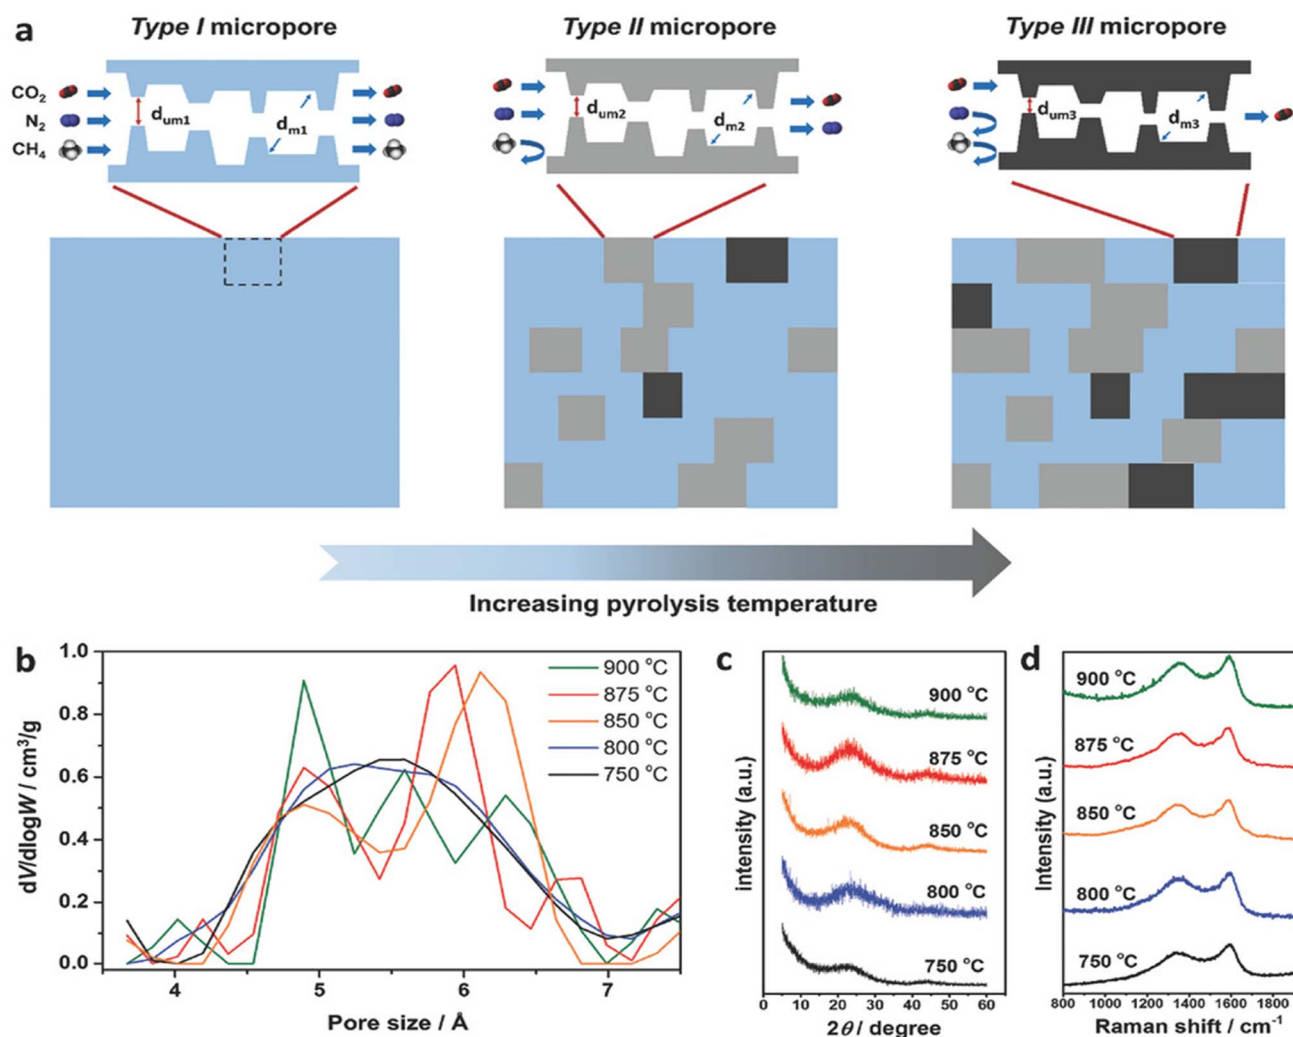 a
Type I micropore
Type II micropore
Type III micropore
CO2
N2
CH4
dum1
dm1
dum2
dm2
dum3
dm3
Increasing pyrolysis temperature
b
dV/dlogW / cm³/g
1.0
0.8
0.6
0.4
0.2
0.0
900 °C
875 °C
850 °C
800 °C
750 °C
4
5
6
7
Pore size / Å
c
intensity (a.u.)
900 °C
875 °C
850 °C
800 °C
750 °C
0
10
20
30
40
50
60
2θ / degree
d
Intensity (a.u.)
900 °C
875 °C
850 °C
800 °C
750 °C
800
1000
1200
1400
1600
1800
Raman shift / cm⁻¹